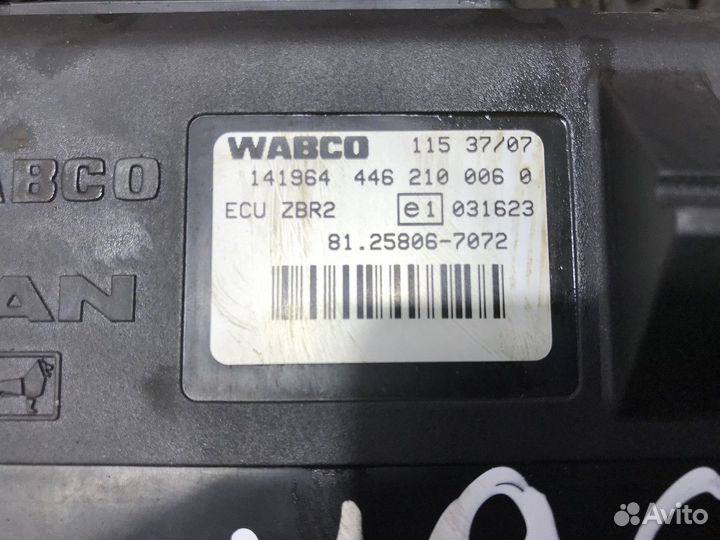 WABCO 115 37/07
141964 446 210 006 0
ECU ZBR2 e1 031623
81.25806-7072
ABCO
AN
Avito